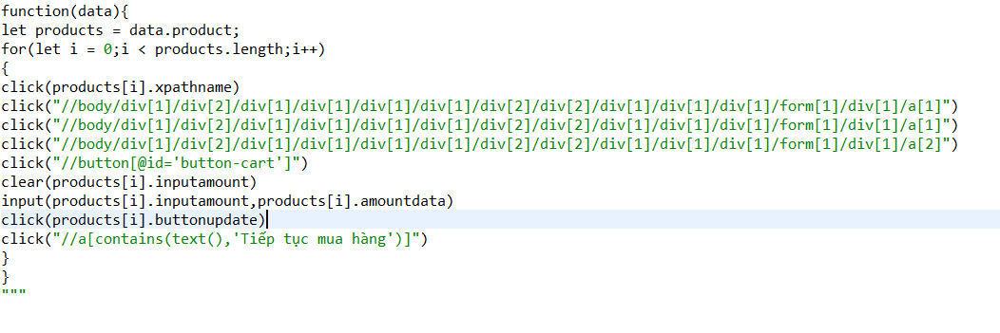 function(data){
let products = data.product;
for(let i = 0;i < products.length;i++)
{
click(products[i].xpathname)
click("//body/div[1]/div[2]/div[1]/div[1]/div[1]/div[1]/div[2]/div[2]/div[1]/div[1]/div[1]/form[1]/div[1]/a[1]")
click("//body/div[1]/div[2]/div[1]/div[1]/div[1]/div[1]/div[2]/div[2]/div[1]/div[1]/div[1]/form[1]/div[1]/a[1]")
click("//body/div[1]/div[2]/div[1]/div[1]/div[1]/div[1]/div[2]/div[2]/div[1]/div[1]/div[1]/form[1]/div[1]/a[2]")
click("//button[@id='button-cart']")
clear(products[i].inputamount)
input(products[i].inputamount,products[i].amountdata)
click(products[i].buttonupdate)
click("//a[contains(text(),'Tiếp tục mua hàng')]")
}
}
"""